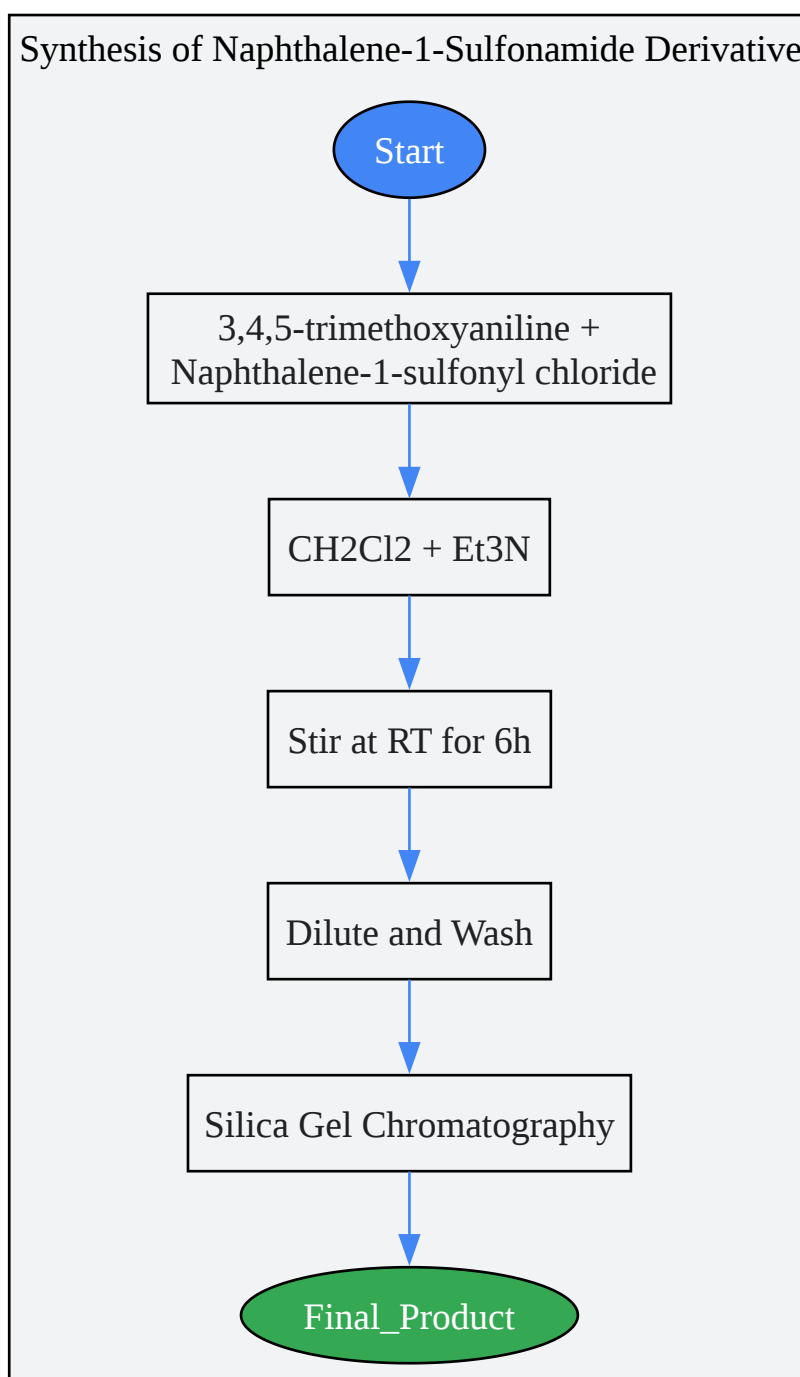 Synthesis of Naphthalene-1-Sulfonamide Derivative
Start
3,4,5-trimethoxyaniline +
Naphthalene-1-sulfonyl chloride
CH2Cl2 + Et3N
Stir at RT for 6h
Dilute and Wash
Silica Gel Chromatography
Final_Product